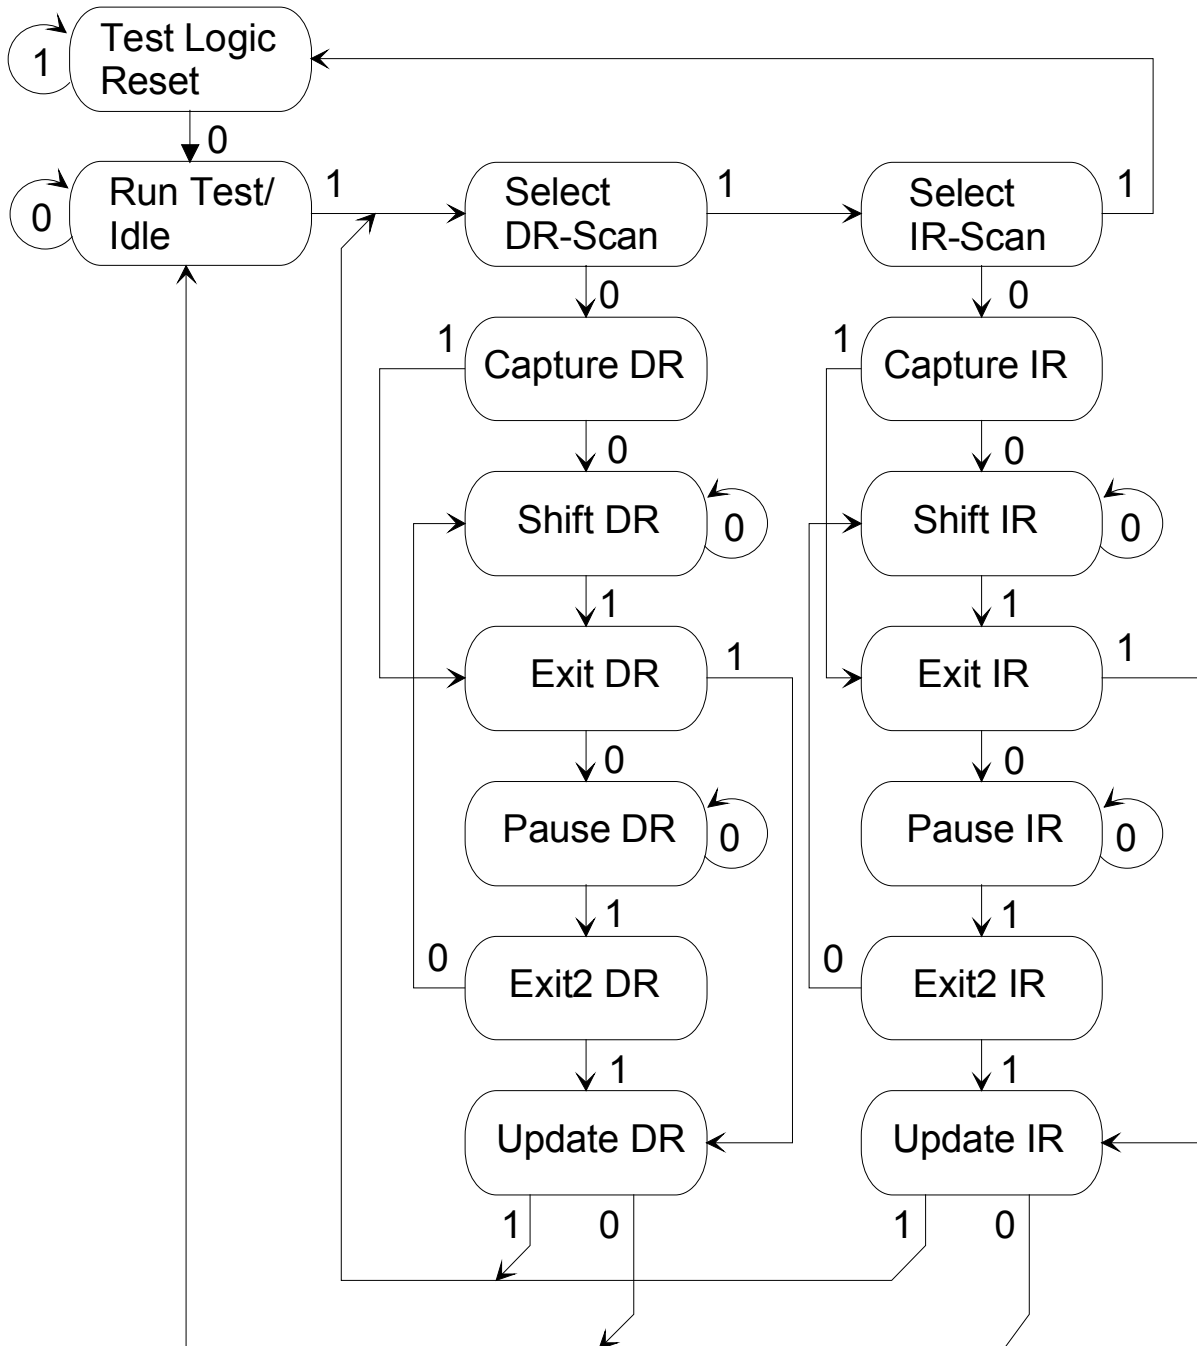 Test Logic
Reset
1
0
Run Test/
Idle
0
1
Select
DR-Scan
1
Select
IR-Scan
1
0
0
1
Capture DR
1
Capture IR
0
0
Shift DR
0
Shift IR
0
1
1
Exit DR
1
Exit IR
1
0
0
Pause DR
0
Pause IR
0
1
1
0
Exit2 DR
0
Exit2 IR
1
1
Update DR
Update IR
1
0
1
0